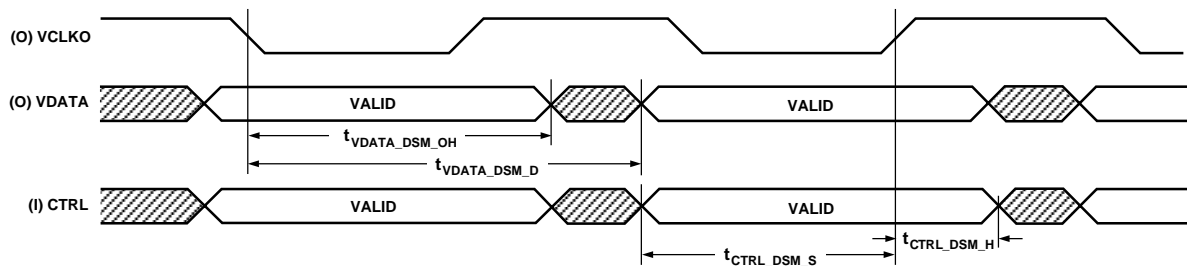 (O) VCLKO
(O) VDATA
VALID
VALID
tVDATA_DSM_OH
tVDATA_DSM_D
(I) CTRL
VALID
VALID
tCTRL_DSM_H
tCTRL_DSM_S